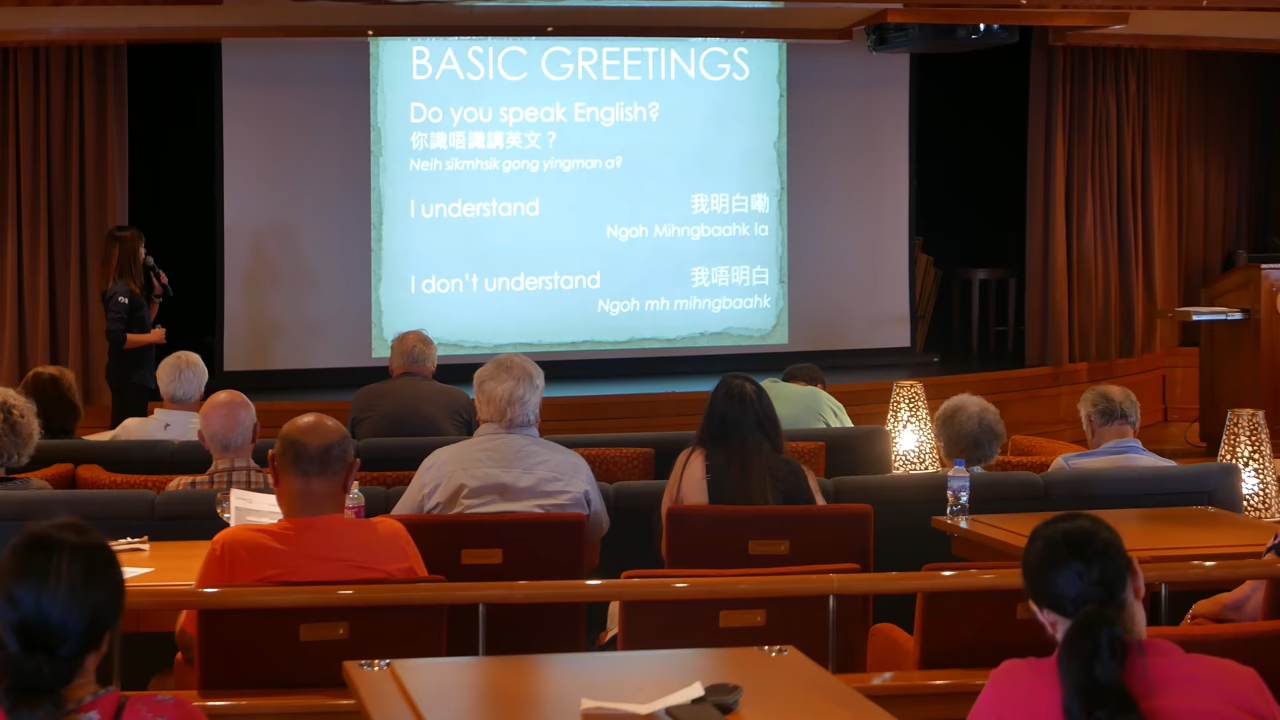 BASIC GREETINGS
Do you speak English?
你識唔識講英文？
Neih sikmhsik gong yingman a?
I understand 我明白嘞
Ngoh Mihngbaahk la
I don't understand 我唔明白
Ngoh mh mihngbaahk